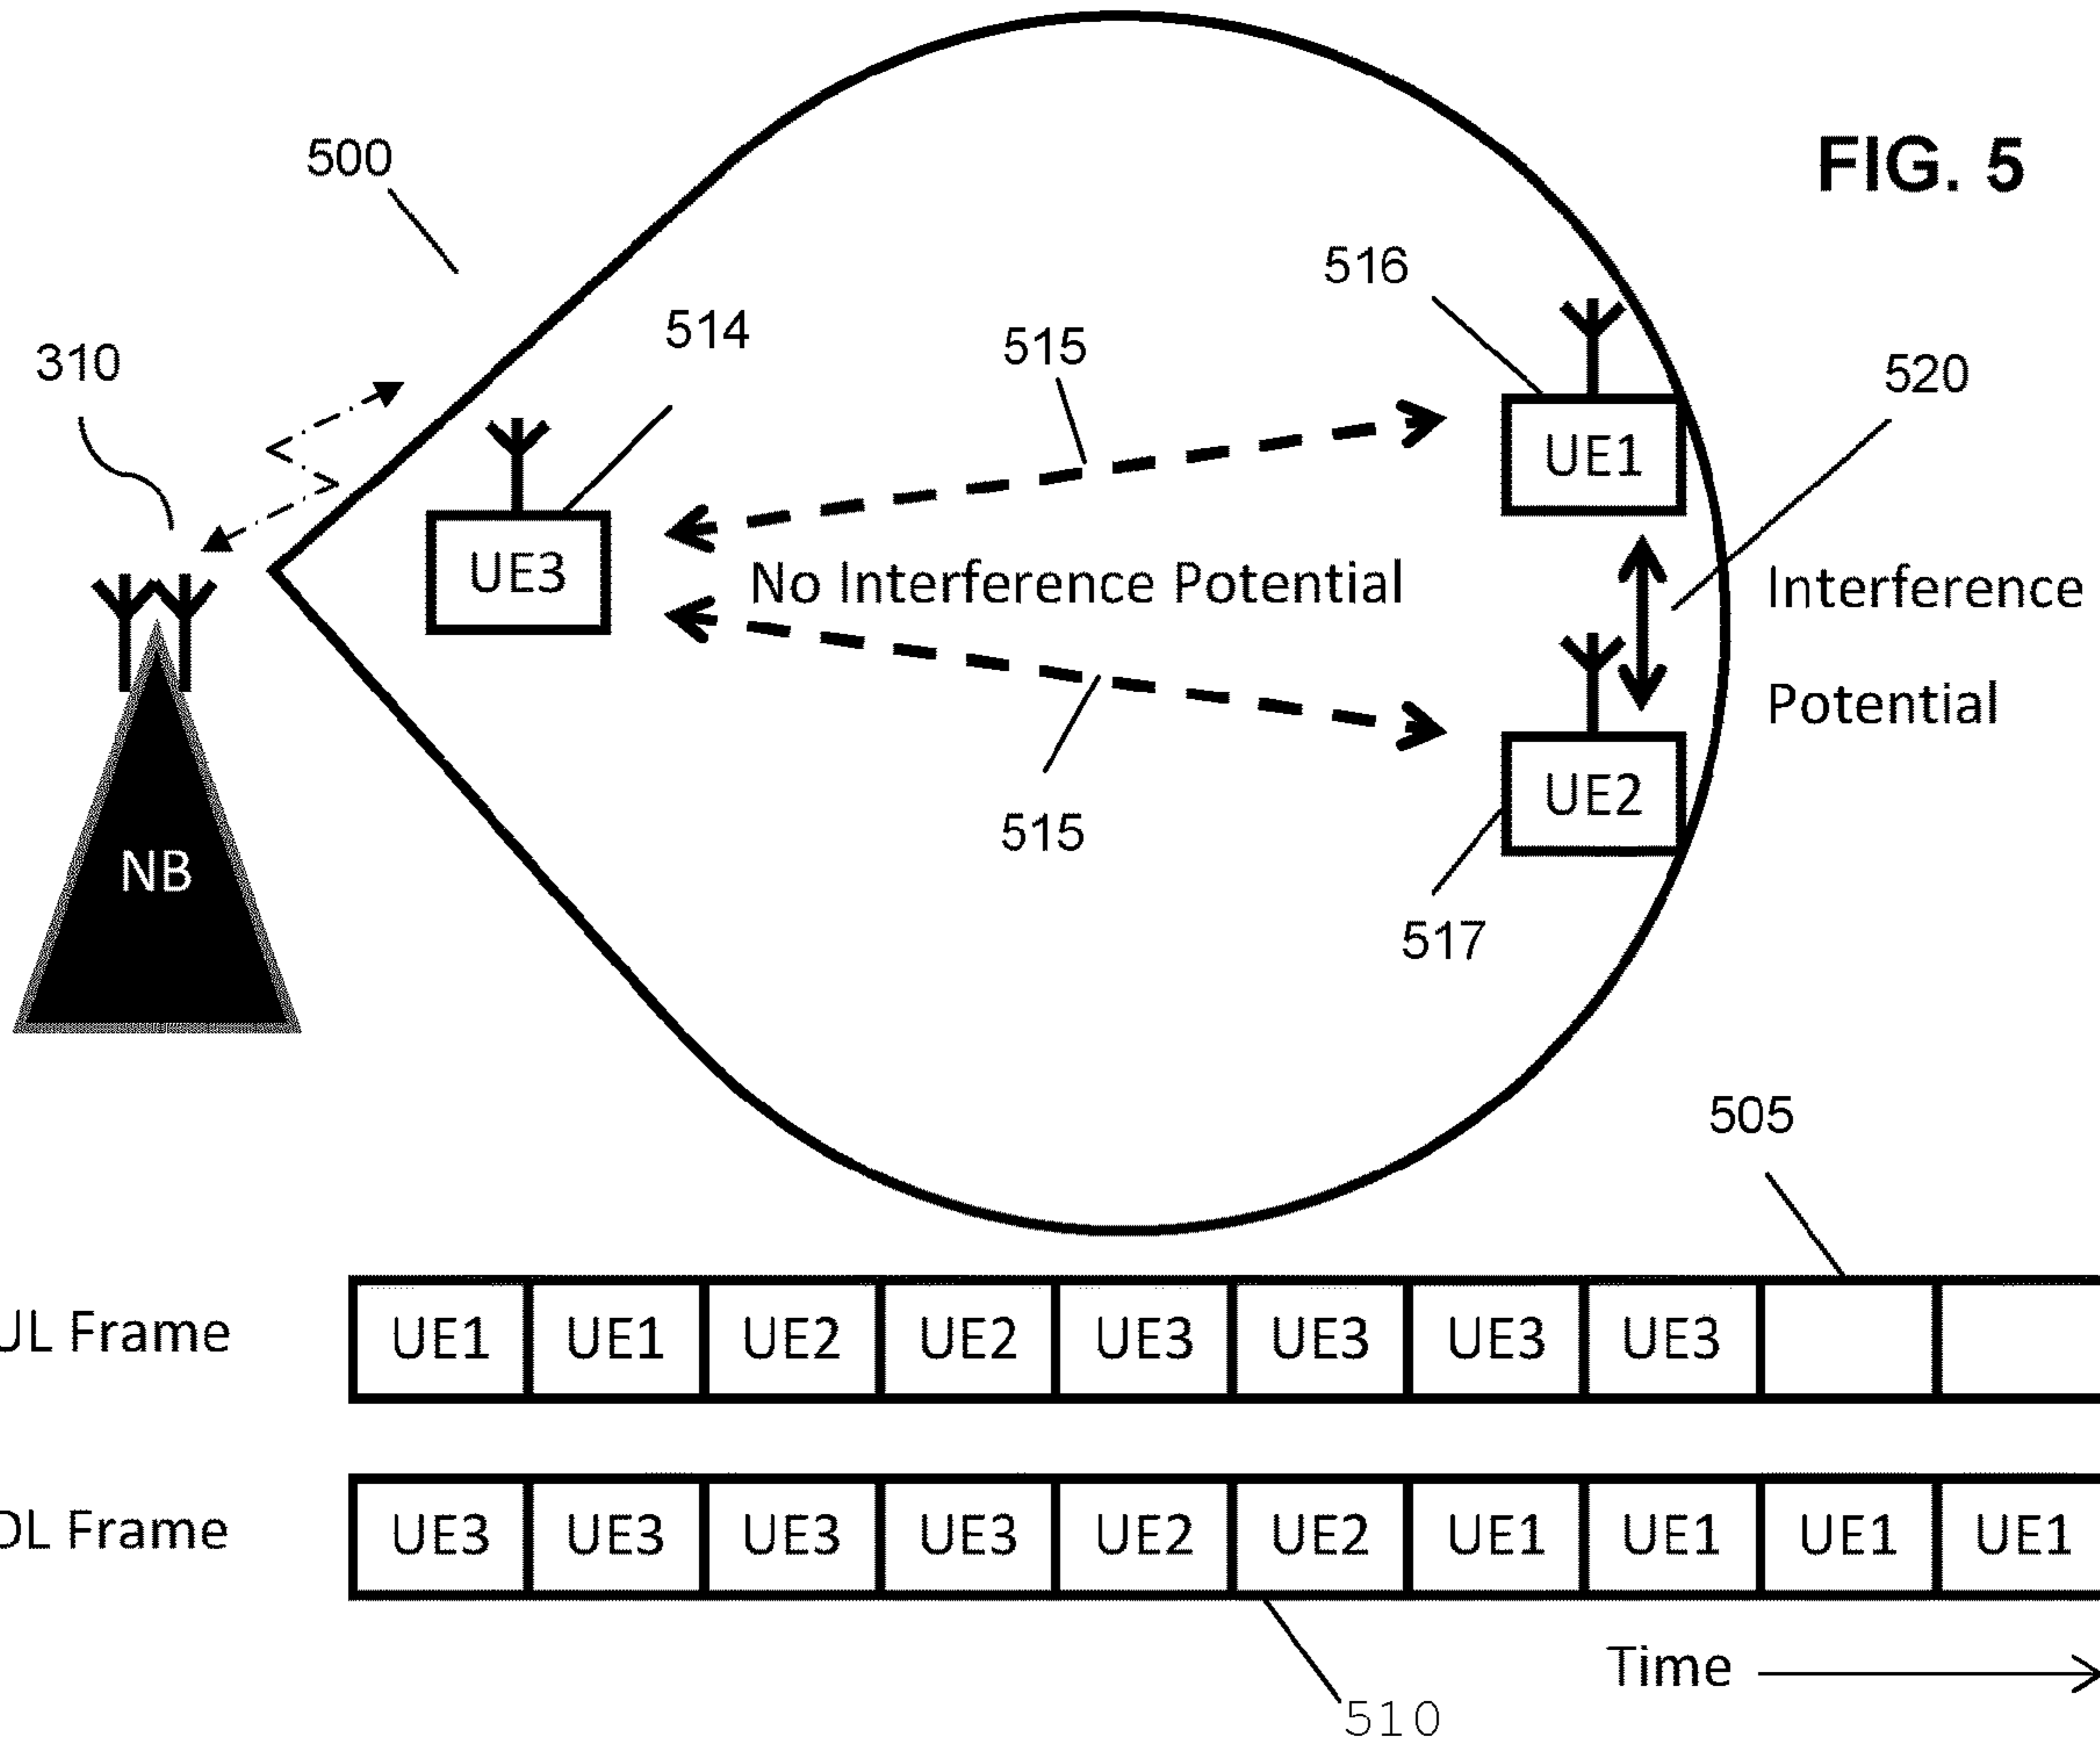 FIG. 5
500
516
514
515
520
310
UE1
UE3
No Interference Potential
Interference
Potential
UE2
515
NB
517
505
UL Frame
UE1 UE1 UE2 UE2 UE3 UE3 UE3 UE3
DL Frame
UE3 UE3 UE3 UE3 UE2 UE2 UE1 UE1 UE1 UE1
Time
510